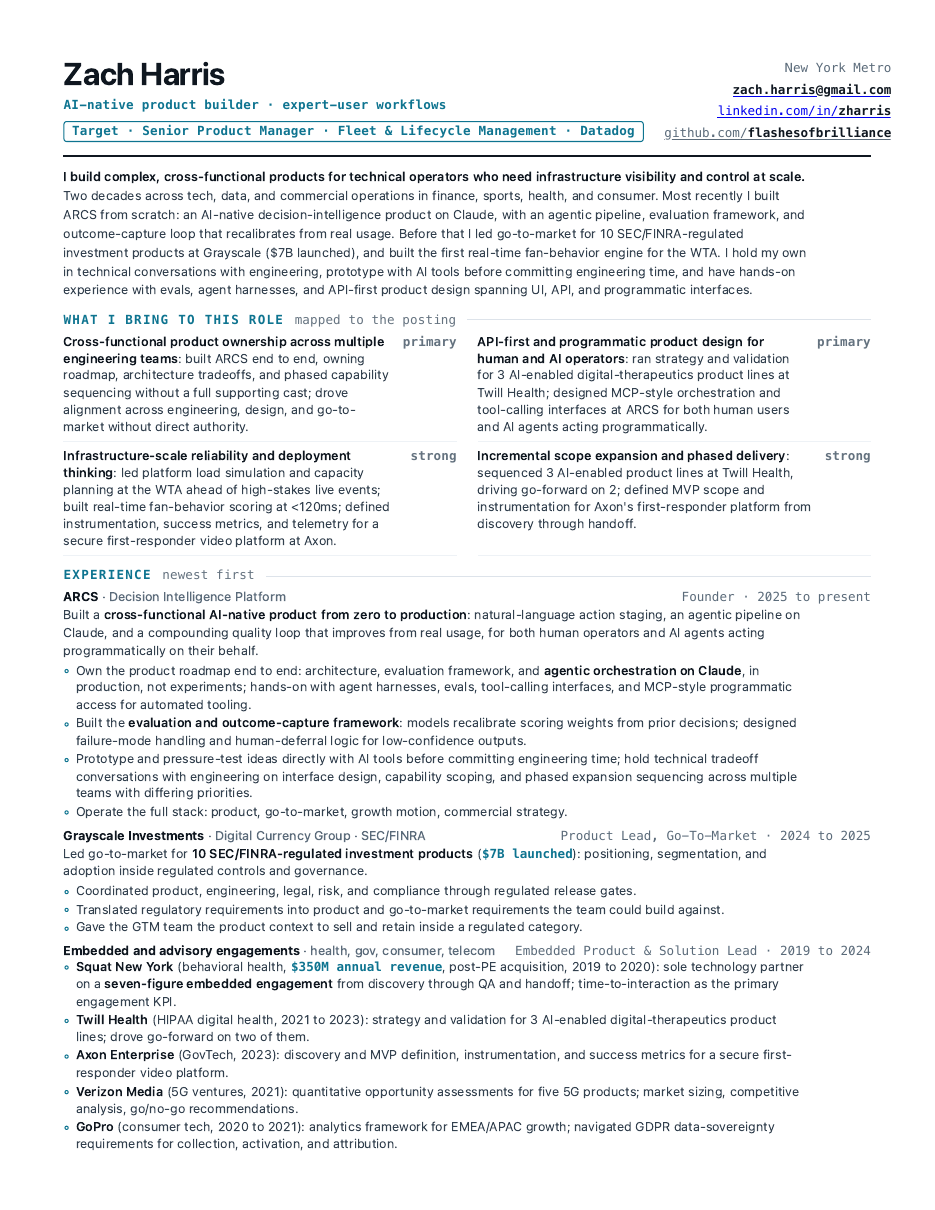 Zach Harris
AI-native product builder · expert-user workflows
Target · Senior Product Manager · Fleet & Lifecycle Management · Datadog
New York Metro
zach.harris@gmail.com
linkedin.com/in/zharris
github.com/flashesofbrilliance
I build complex, cross-functional products for technical operators who need infrastructure visibility and control at scale.
Two decades across tech, data, and commercial operations in finance, sports, health, and consumer. Most recently I built
ARCS from scratch: an AI-native decision-intelligence product on Claude, with an agentic pipeline, evaluation framework, and
outcome-capture loop that recalibrates from real usage. Before that I led go-to-market for 10 SEC/FINRA-regulated
investment products at Grayscale ($7B launched), and built the first real-time fan-behavior engine for the WTA. I hold my own
in technical conversations with engineering, prototype with AI tools before committing engineering time, and have hands-on
experience with evals, agent harnesses, and API-first product design spanning UI, API, and programmatic interfaces.
WHAT I BRING TO THIS ROLE mapped to the posting
Cross-functional product ownership across multiple primary
engineering teams: built ARCS end to end, owning
roadmap, architecture tradeoffs, and phased capability
sequencing without a full supporting cast; drove
alignment across engineering, design, and go-to-
market without direct authority.
API-first and programmatic product design for primary
human and AI operators: ran strategy and validation
for 3 AI-enabled digital-therapeutics product lines at
Twill Health; designed MCP-style orchestration and
tool-calling interfaces at ARCS for both human users
and AI agents acting programmatically.
Infrastructure-scale reliability and deployment strong
thinking: led platform load simulation and capacity
planning at the WTA ahead of high-stakes live events;
built real-time fan-behavior scoring at <120ms; defined
instrumentation, success metrics, and telemetry for a
secure first-responder video platform at Axon.
Incremental scope expansion and phased delivery: strong
sequenced 3 AI-enabled product lines at Twill Health,
driving go-forward on 2; defined MVP scope and
instrumentation for Axon's first-responder platform from
discovery through handoff.
EXPERIENCE newest first
ARCS · Decision Intelligence Platform Founder · 2025 to present
Built a cross-functional AI-native product from zero to production: natural-language action staging, an agentic pipeline on
Claude, and a compounding quality loop that improves from real usage, for both human operators and AI agents acting
programmatically on their behalf.
∘ Own the product roadmap end to end: architecture, evaluation framework, and agentic orchestration on Claude, in
production, not experiments; hands-on with agent harnesses, evals, tool-calling interfaces, and MCP-style programmatic
access for automated tooling.
∘ Built the evaluation and outcome-capture framework: models recalibrate scoring weights from prior decisions; designed
failure-mode handling and human-deferral logic for low-confidence outputs.
∘ Prototype and pressure-test ideas directly with AI tools before committing engineering time; hold technical tradeoff
conversations with engineering on interface design, capability scoping, and phased expansion sequencing across multiple
teams with differing priorities.
∘ Operate the full stack: product, go-to-market, growth motion, commercial strategy.
Grayscale Investments · Digital Currency Group · SEC/FINRA Product Lead, Go-To-Market · 2024 to 2025
Led go-to-market for 10 SEC/FINRA-regulated investment products ($7B launched): positioning, segmentation, and
adoption inside regulated controls and governance.
∘ Coordinated product, engineering, legal, risk, and compliance through regulated release gates.
∘ Translated regulatory requirements into product and go-to-market requirements the team could build against.
∘ Gave the GTM team the product context to sell and retain inside a regulated category.
Embedded and advisory engagements · health, gov, consumer, telecom Embedded Product & Solution Lead · 2019 to 2024
∘ Squat New York (behavioral health, $350M annual revenue, post-PE acquisition, 2019 to 2020): sole technology partner
on a seven-figure embedded engagement from discovery through QA and handoff; time-to-interaction as the primary
engagement KPI.
∘ Twill Health (HIPAA digital health, 2021 to 2023): strategy and validation for 3 AI-enabled digital-therapeutics product
lines; drove go-forward on two of them.
∘ Axon Enterprise (GovTech, 2023): discovery and MVP definition, instrumentation, and success metrics for a secure first-
responder video platform.
∘ Verizon Media (5G ventures, 2021): quantitative opportunity assessments for five 5G products; market sizing, competitive
analysis, go/no-go recommendations.
∘ GoPro (consumer tech, 2020 to 2021): analytics framework for EMEA/APAC growth; navigated GDPR data-sovereignty
requirements for collection, activation, and attribution.